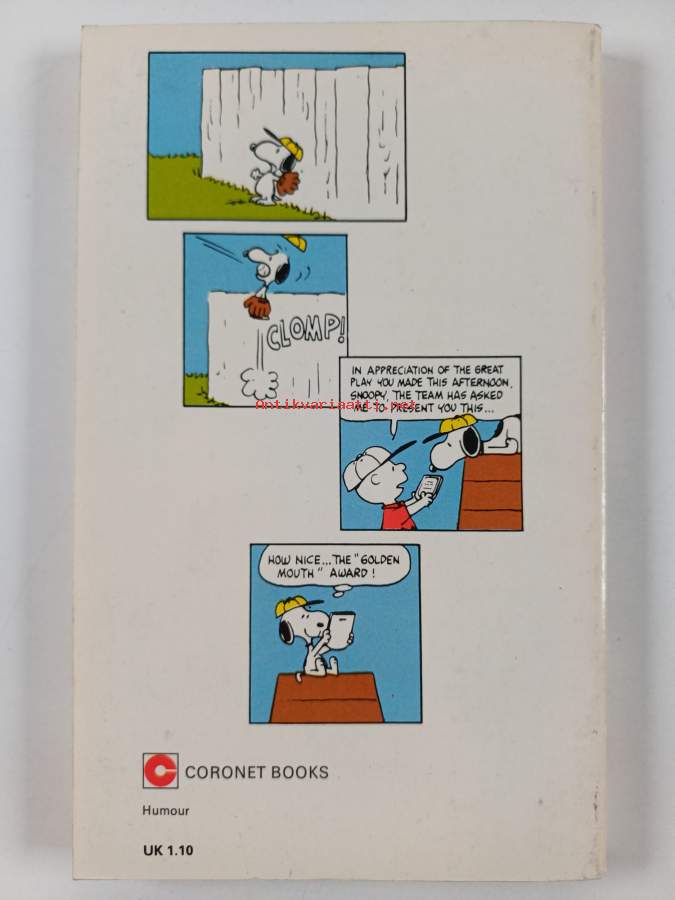 CLOMP!
Antikvariaatti.net
IN APPRECIATION OF THE GREAT
PLAY YOU MADE THIS AFTERNOON,
SNOOPY, THE TEAM HAS ASKED
ME TO PRESENT YOU THIS...
HOW NICE...THE "GOLDEN
MOUTH" AWARD!
CORONET BOOKS
Humour
UK 1.10